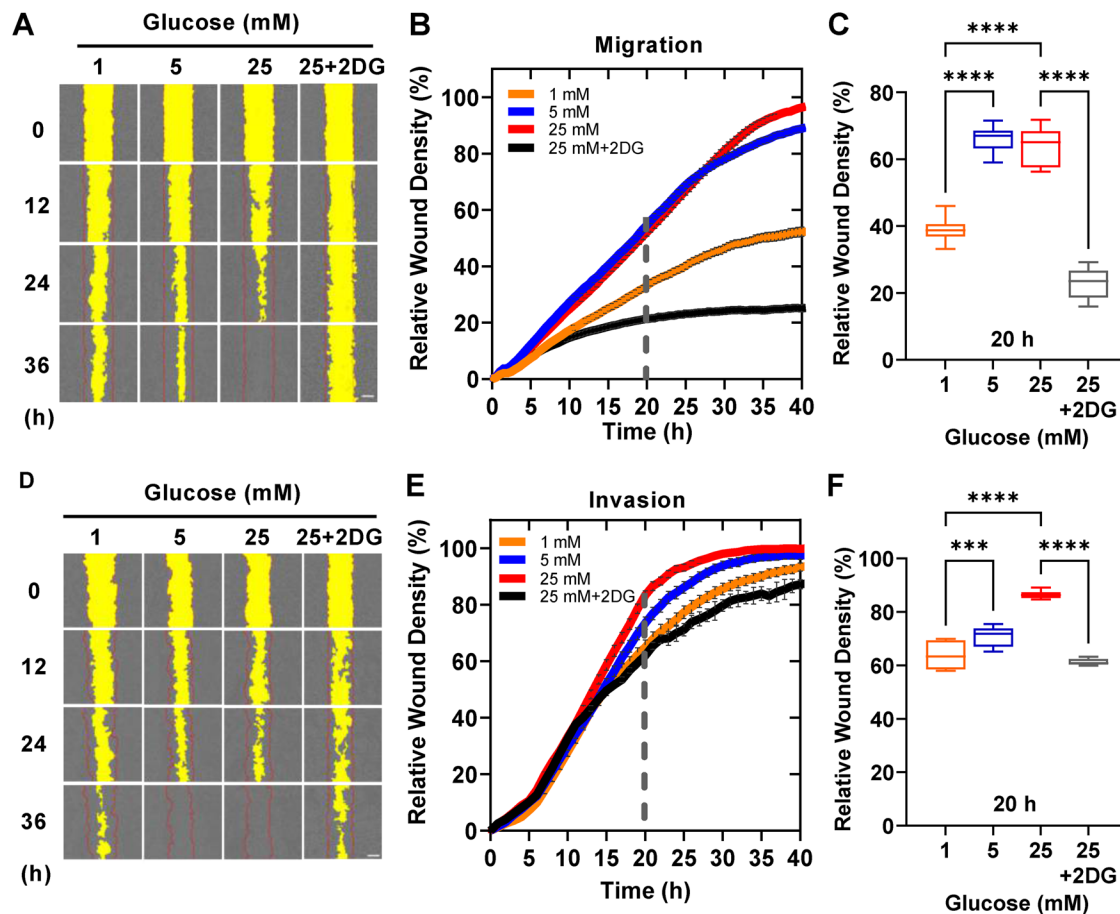 A
Glucose (mM)
1 5 25 25+2DG
0
12
24
36
(h)
B
Migration
Relative Wound Density (%)
100
80
60
40
20
0
1 mM
5 mM
25 mM
25 mM+2DG
0 5 10 15 20 25 30 35 40
Time (h)
C
Relative Wound Density (%)
80
60
40
20
0
****
**** ****
20 h
1 5 25 25
+2DG
Glucose (mM)
D
Glucose (mM)
1 5 25 25+2DG
0
12
24
36
(h)
E
Invasion
Relative Wound Density (%)
100
80
60
40
20
0
1 mM
5 mM
25 mM
25 mM+2DG
0 5 10 15 20 25 30 35 40
Time (h)
F
Relative Wound Density (%)
100
80
60
40
20
0
****
*** ****
20 h
1 5 25 25
+2DG
Glucose (mM)